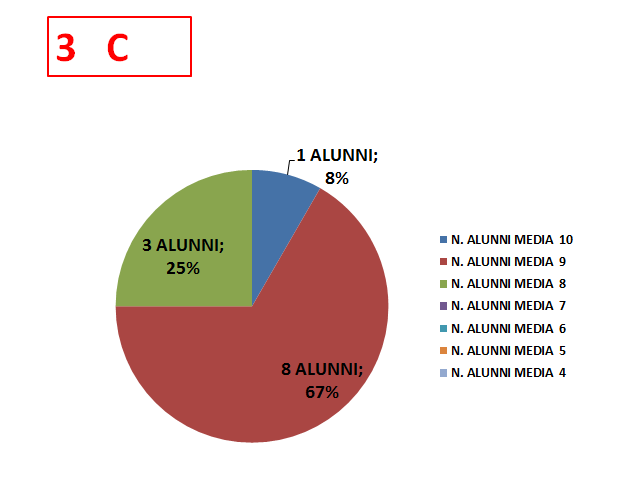 3 C
1 ALUNNI;
8%
3 ALUNNI;
25%
8 ALUNNI;
67%
N. ALUNNI MEDIA 10
N. ALUNNI MEDIA 9
N. ALUNNI MEDIA 8
N. ALUNNI MEDIA 7
N. ALUNNI MEDIA 6
N. ALUNNI MEDIA 5
N. ALUNNI MEDIA 4